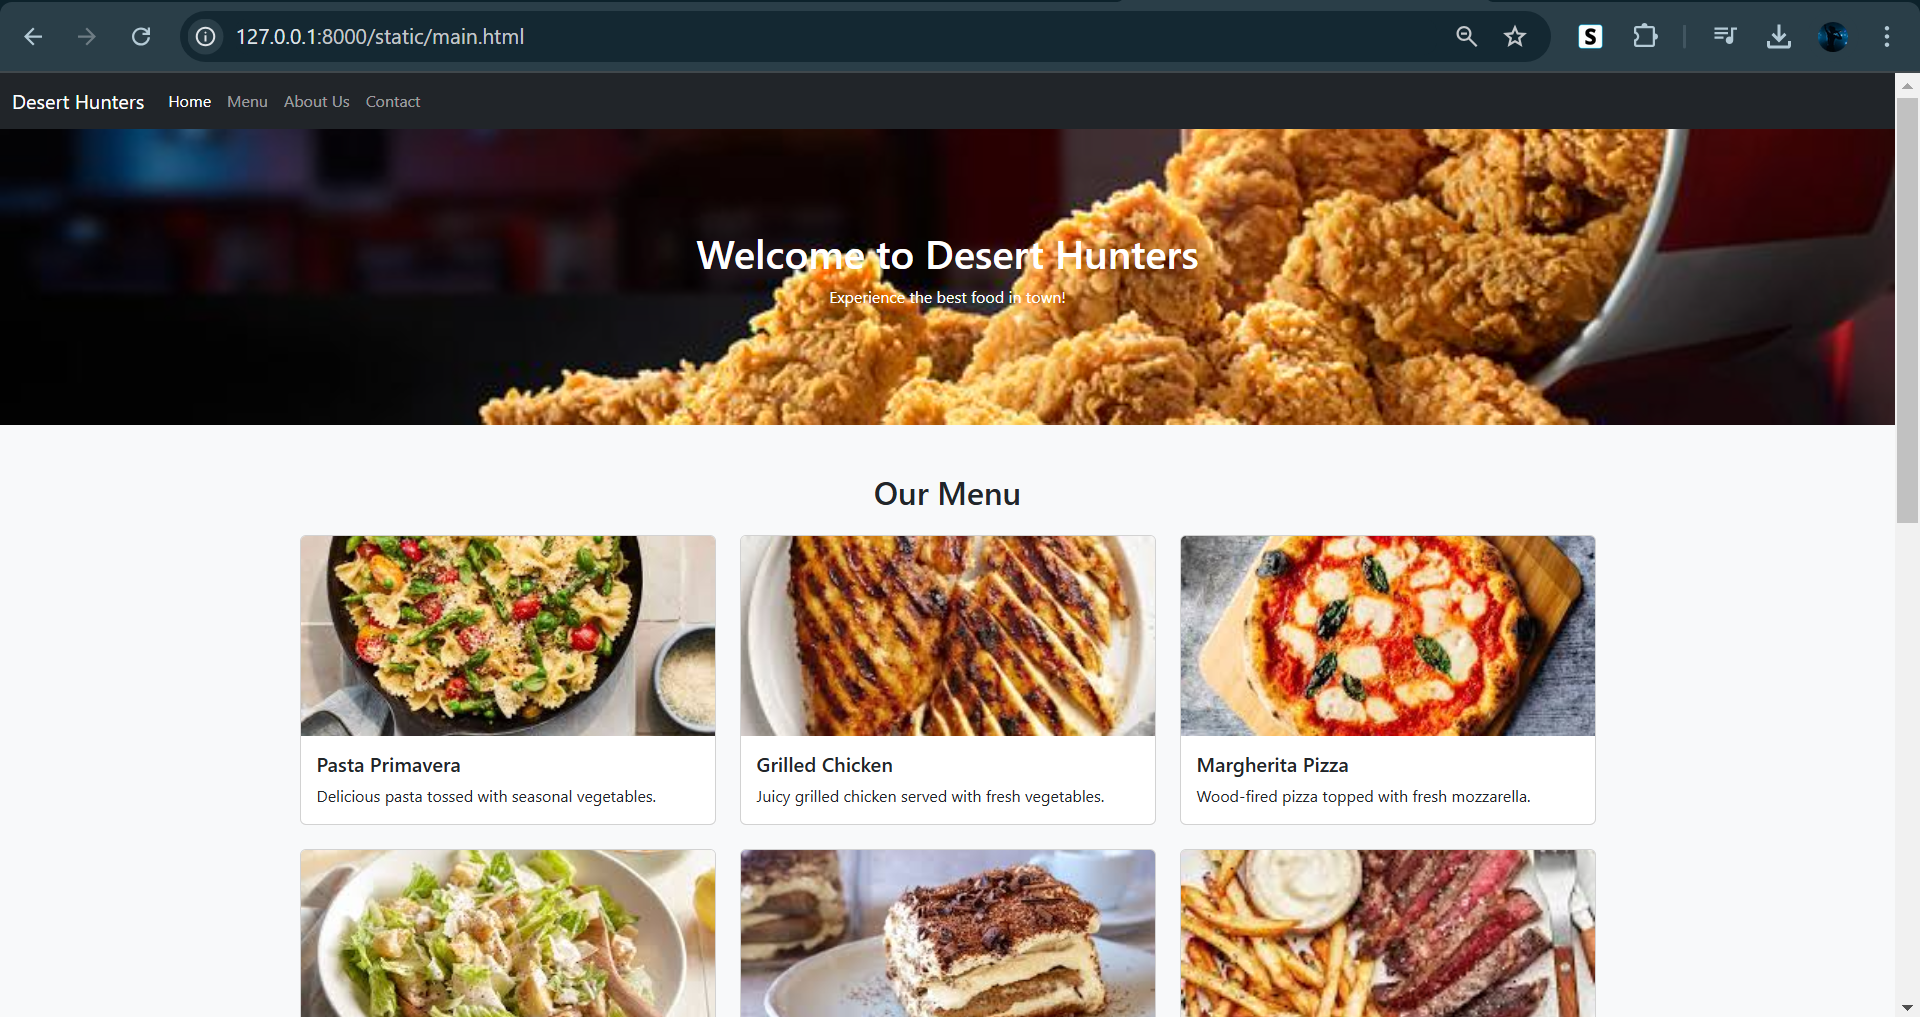 127.0.0.1:8000/static/main.html
S
Desert Hunters Home Menu About Us Contact
Welcome to Desert Hunters
Experience the best food in town!
Our Menu
Pasta Primavera
Delicious pasta tossed with seasonal vegetables.
Grilled Chicken
Juicy grilled chicken served with fresh vegetables.
Margherita Pizza
Wood-fired pizza topped with fresh mozzarella.